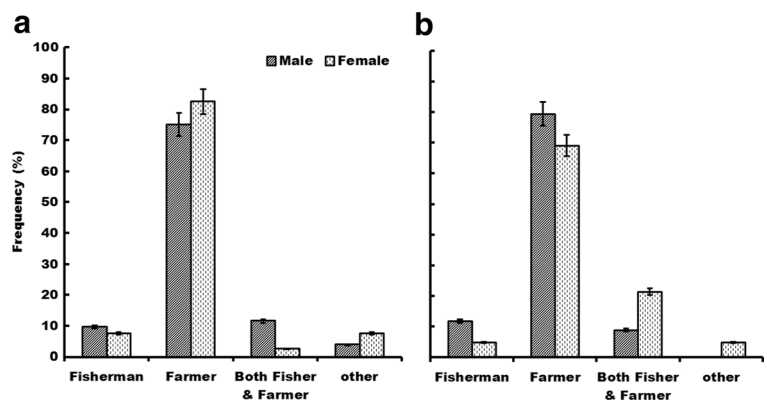 a
b
100
90
80
70
60
50
40
30
20
10
0
Frequency (%)
Male Female
Fisherman Farmer Both Fisher & Farmer other
Fisherman Farmer Both Fisher & Farmer other